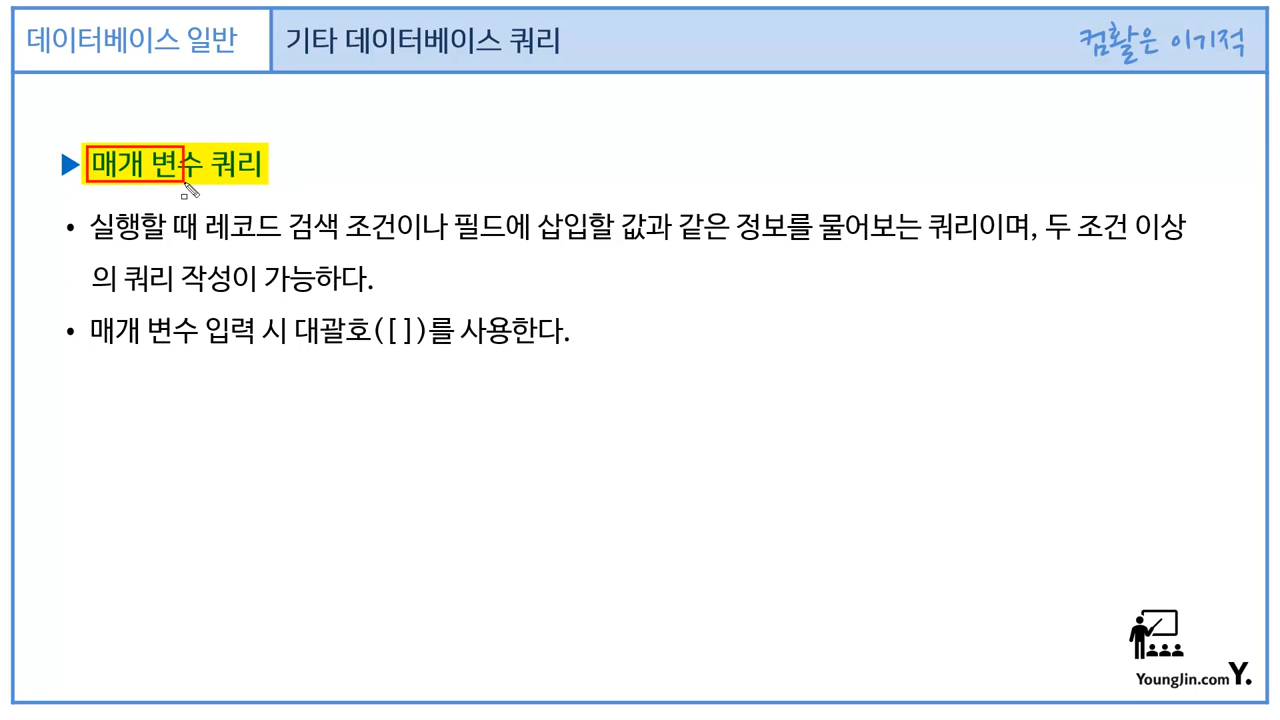 데이터베이스 일반
기타 데이터베이스 쿼리
컴활은 이기적
▶ 매개 변수 쿼리
• 실행할 때 레코드 검색 조건이나 필드에 삽입할 값과 같은 정보를 물어보는 쿼리이며, 두 조건 이상
의 쿼리 작성이 가능하다.
• 매개 변수 입력 시 대괄호([ ])를 사용한다.
YoungJin.com Y.